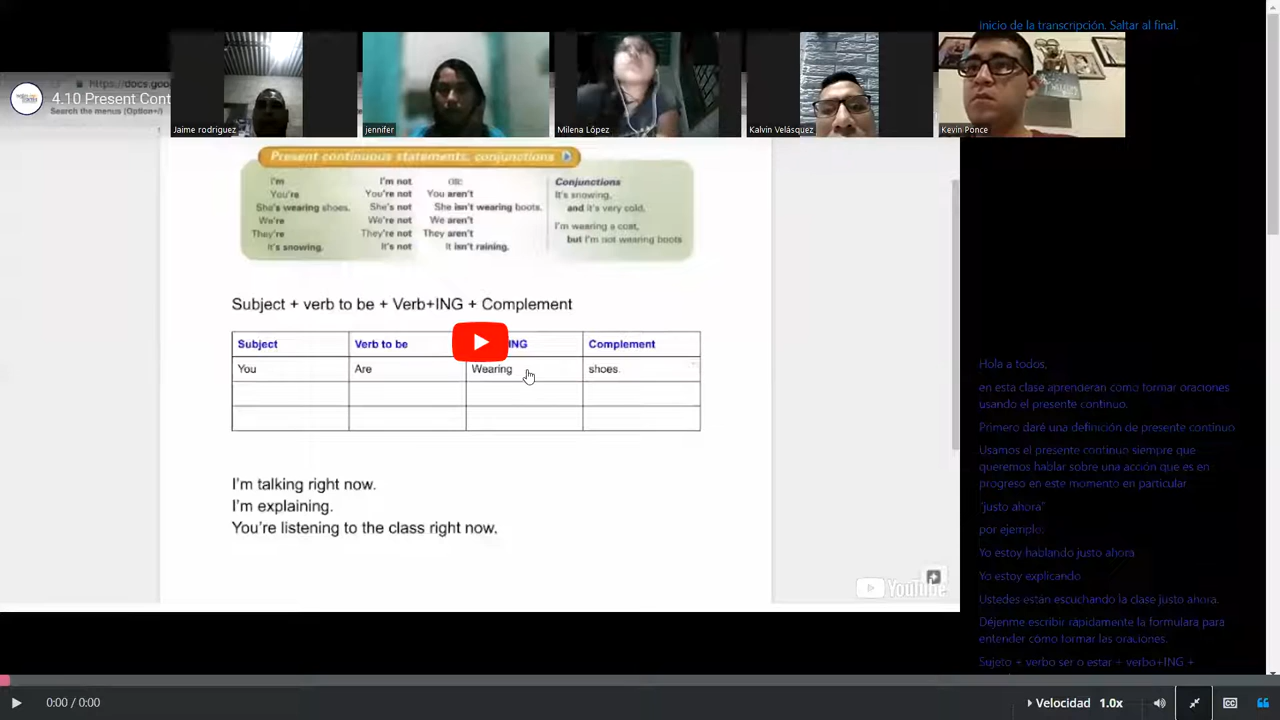 Inicio de la transcripción. Saltar al final.
https://docs.goo
4.10 Present Cont
Search the menus (Option+/)
Jaime rodriguez
jennifer
Milena López
Kalvin Velásquez
Kevin Ponce
Present continuous statements; conjunctions
I'm I'm not OR: Conjunctions
You're You're not You aren't It's snowing,
She's wearing shoes. She's not She isn't wearing boots. and it's very cold.
We're We're not We aren't I'm wearing a coat,
They're They're not They aren't but I'm not wearing boots
It's snowing. It's not It isn't raining.
Subject + verb to be + Verb+ING + Complement
Subject Verb to be ING Complement
You Are Wearing shoes.
I'm talking right now.
I'm explaining.
You're listening to the class right now.
YouTube
Hola a todos,
en esta clase aprenderan como formar oraciones
usando el presente continuo.
Primero daré una definición de presente continuo
Usamos el presente continuo siempre que
queremos hablar sobre una acción que es en
progreso en este momento en particular
"justo ahora"
por ejemplo:
Yo estoy hablando justo ahora
Yo estoy explicando
Ustedes están escuchando la clase justo ahora.
Déjenme escribir rápidamente la formulara para
entender cómo formar las oraciones.
Sujeto + verbo ser o estar + verbo+ING +
0:00 / 0:00
Velocidad 1.0x